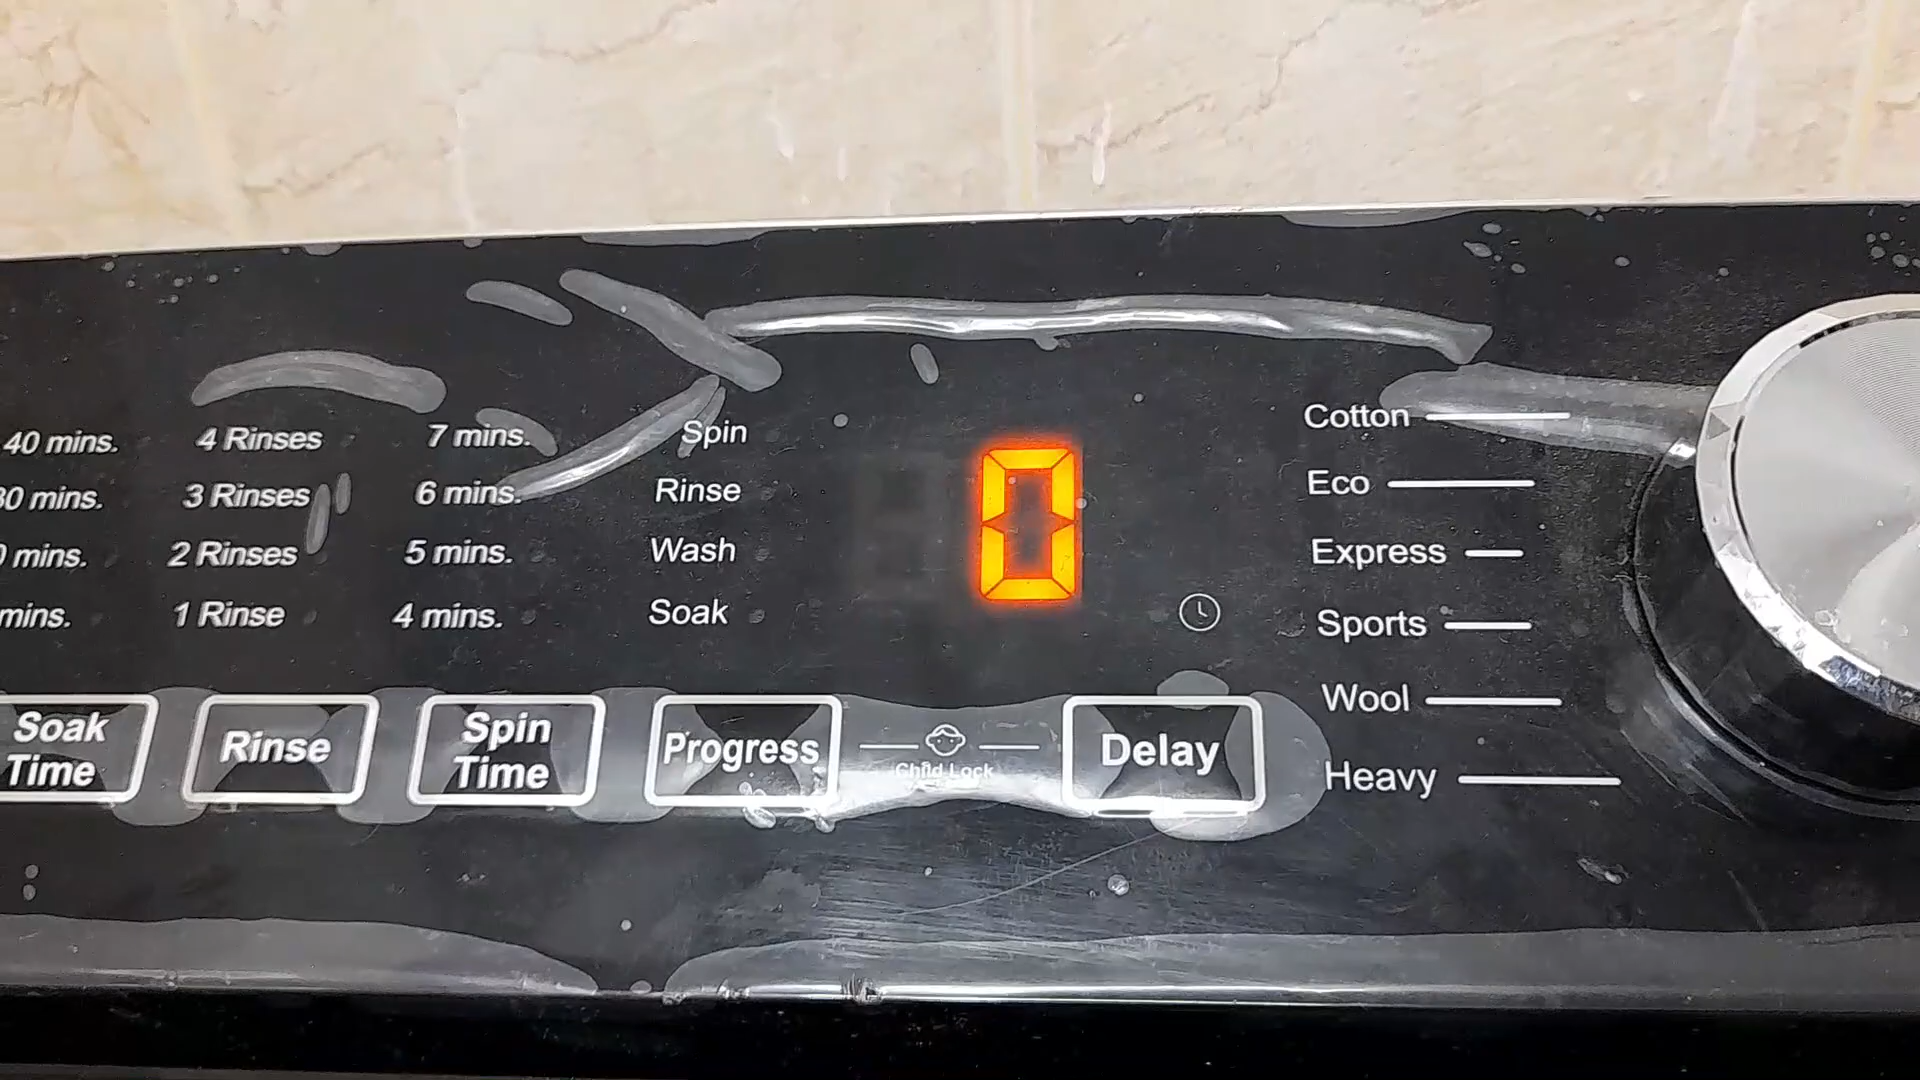 40 mins. 4 Rinses 7 mins. Spin
30 mins. 3 Rinses 6 mins. Rinse
mins. 2 Rinses 5 mins. Wash
mins. 1 Rinse 4 mins. Soak
0
Cotton
Eco
Express
Sports
Wool
Heavy
Soak
Time
Rinse
Spin
Time
Progress
Child Lock
Delay